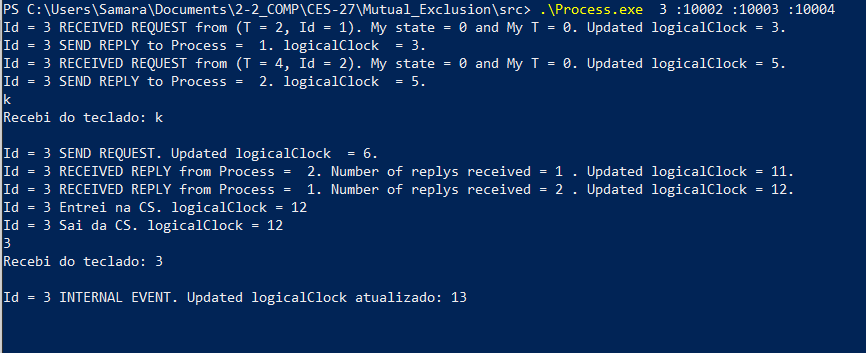 PS C:\Users\Samara\Documents\2-2_COMP\CES-27\Mutual_Exclusion\src> .\Process.exe  3 :10002 :10003 :10004
Id = 3 RECEIVED REQUEST from (T = 2, Id = 1). My state = 0 and My T = 0. Updated logicalClock = 3.
Id = 3 SEND REPLY to Process =  1. logicalClock  = 3.
Id = 3 RECEIVED REQUEST from (T = 4, Id = 2). My state = 0 and My T = 0. Updated logicalClock = 5.
Id = 3 SEND REPLY to Process =  2. logicalClock  = 5.
k
Recebi do teclado: k
Id = 3 SEND REQUEST. Updated logicalClock  = 6.
Id = 3 RECEIVED REPLY from Process =  2. Number of replys received = 1 . Updated logicalClock = 11.
Id = 3 RECEIVED REPLY from Process =  1. Number of replys received = 2 . Updated logicalClock = 12.
Id = 3 Entrei na CS. logicalClock = 12
Id = 3 Sai da CS. logicalClock = 12
3
Recebi do teclado: 3
Id = 3 INTERNAL EVENT. Updated logicalClock atualizado: 13